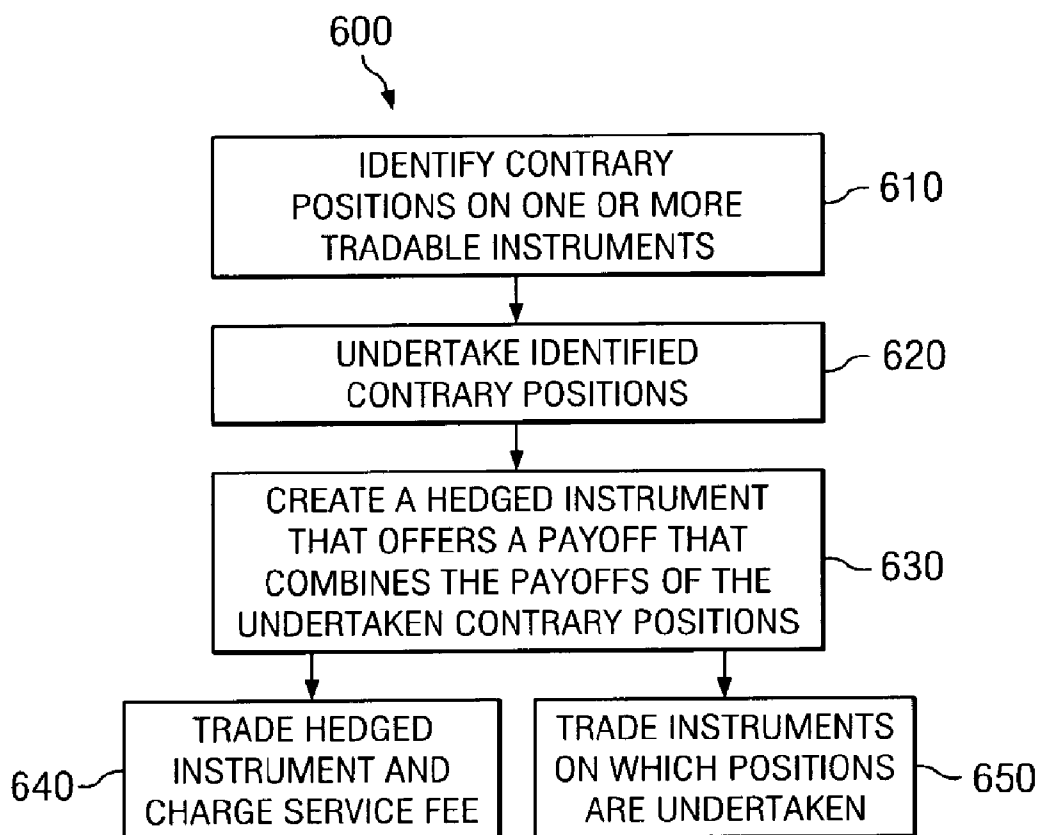 600
IDENTIFY CONTRARY
POSITIONS ON ONE OR MORE
TRADABLE INSTRUMENTS
610
UNDERTAKE IDENTIFIED
CONTRARY POSITIONS
620
CREATE A HEDGED INSTRUMENT
THAT OFFERS A PAYOFF THAT
COMBINES THE PAYOFFS OF THE
UNDERTAKEN CONTRARY POSITIONS
630
TRADE HEDGED
INSTRUMENT AND
CHARGE SERVICE FEE
640
TRADE INSTRUMENTS
ON WHICH POSITIONS
ARE UNDERTAKEN
650